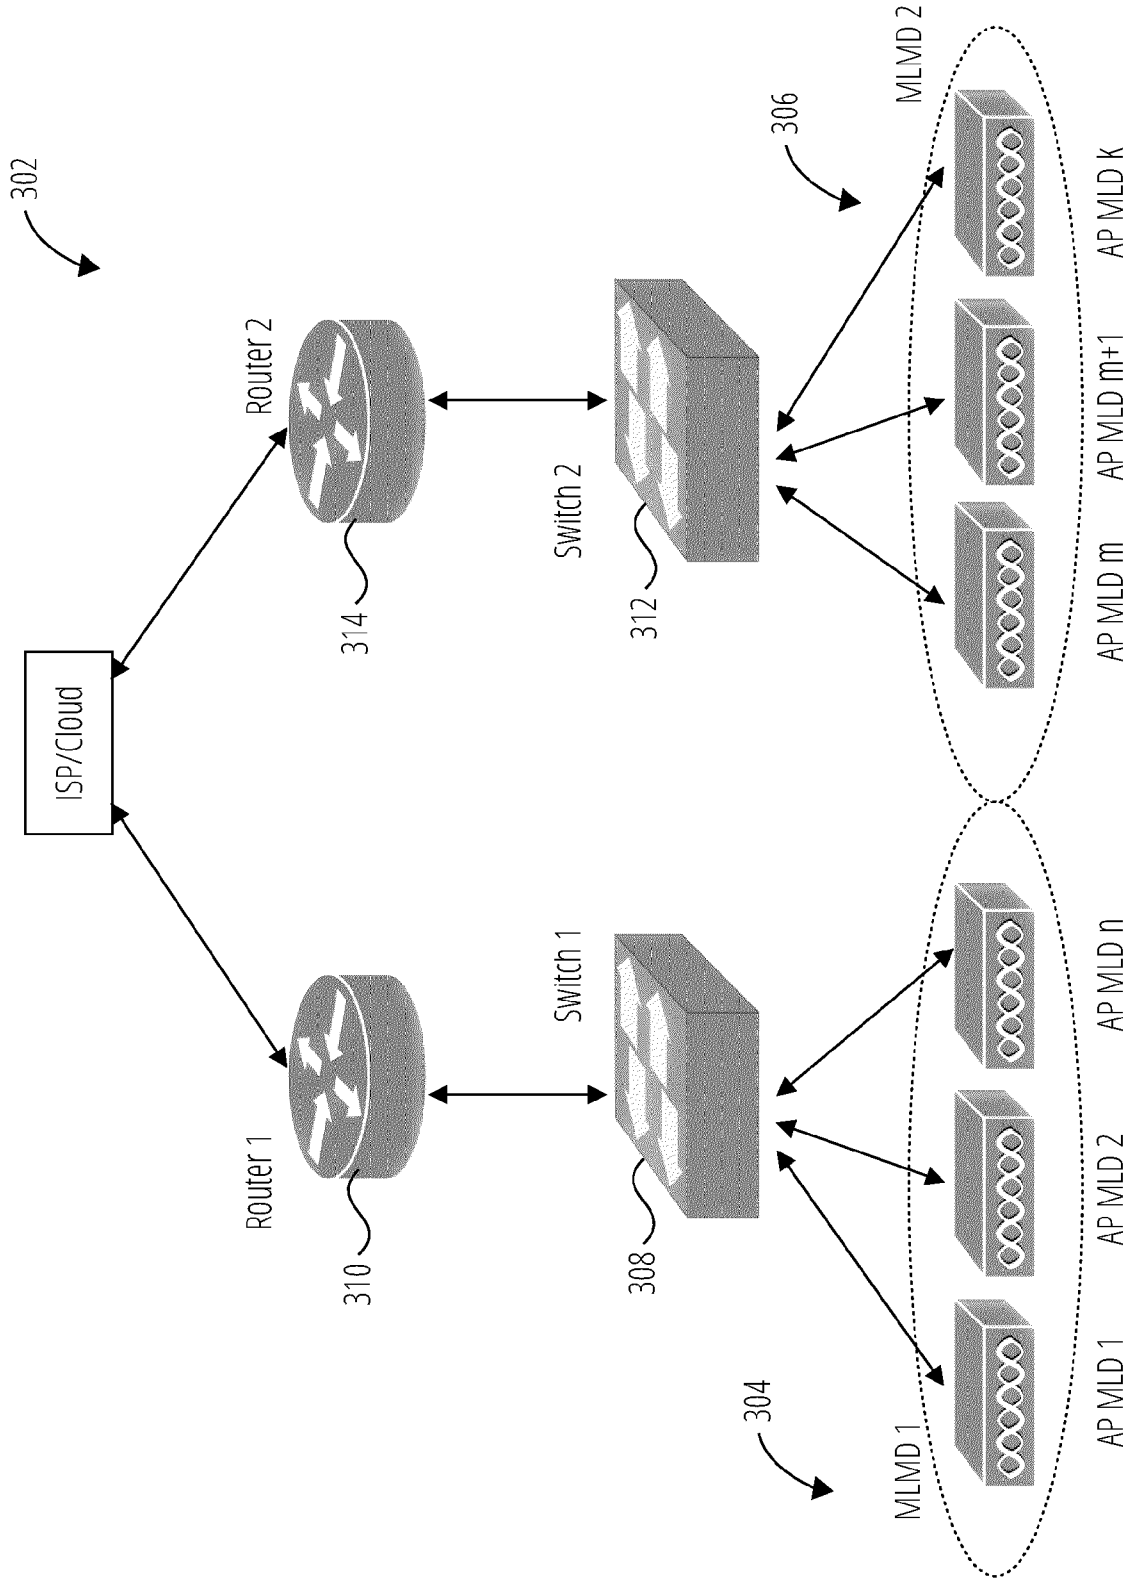 302
ISP/Cloud
Router 1
Router 2
310
314
Switch 1
Switch 2
308
312
304
306
MLMD 1
MLMD 2
AP MLD 1
AP MLD 2
AP MLD n
AP MLD m
AP MLD m+1
AP MLD k